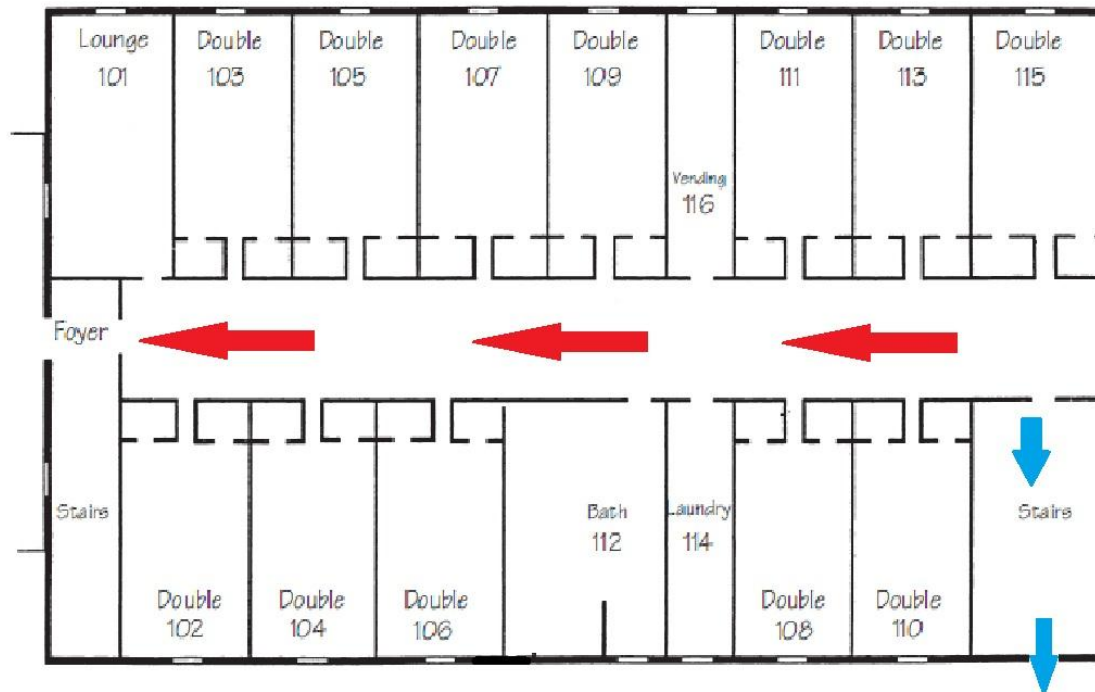 Lounge
101
Double
103
Double
105
Double
107
Double
109
Double
111
Double
113
Double
115
Vending
116
Foyer
Stairs
Bath
112
Laundry
114
Stairs
Double
102
Double
104
Double
106
Double
108
Double
110